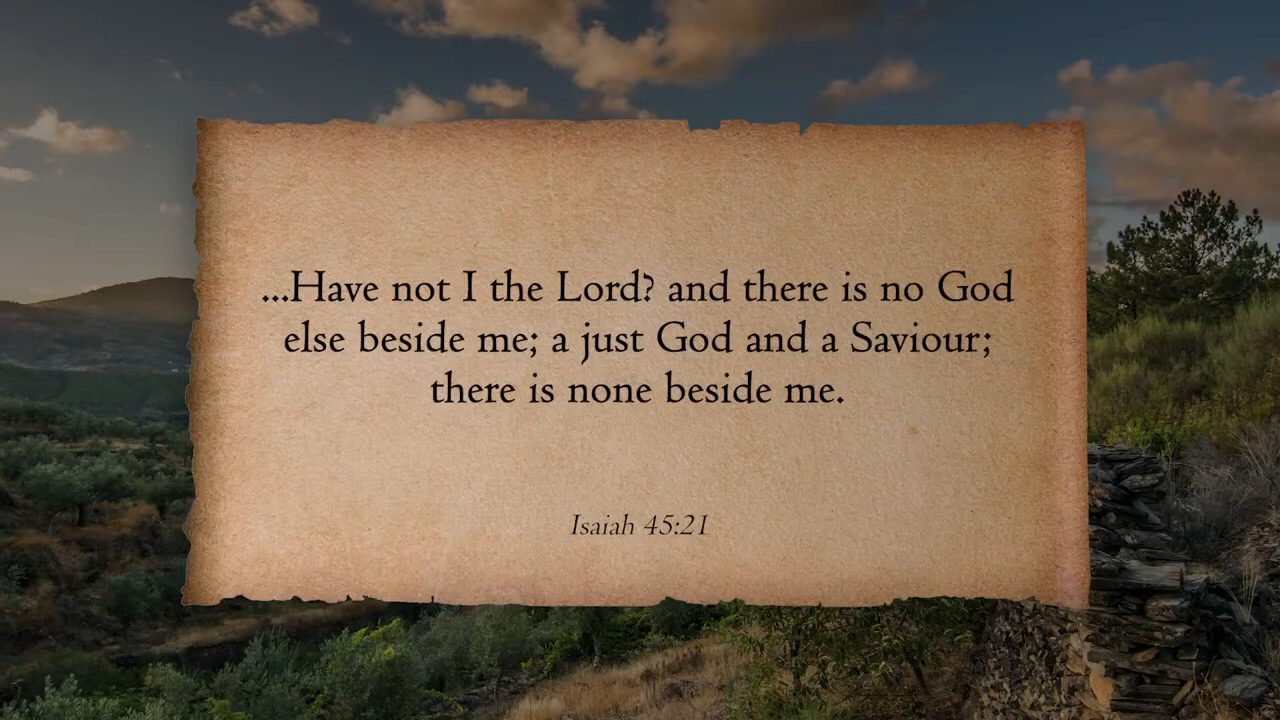 ...Have not I the Lord? and there is no God
else beside me; a just God and a Saviour;
there is none beside me.
Isaiah 45:21